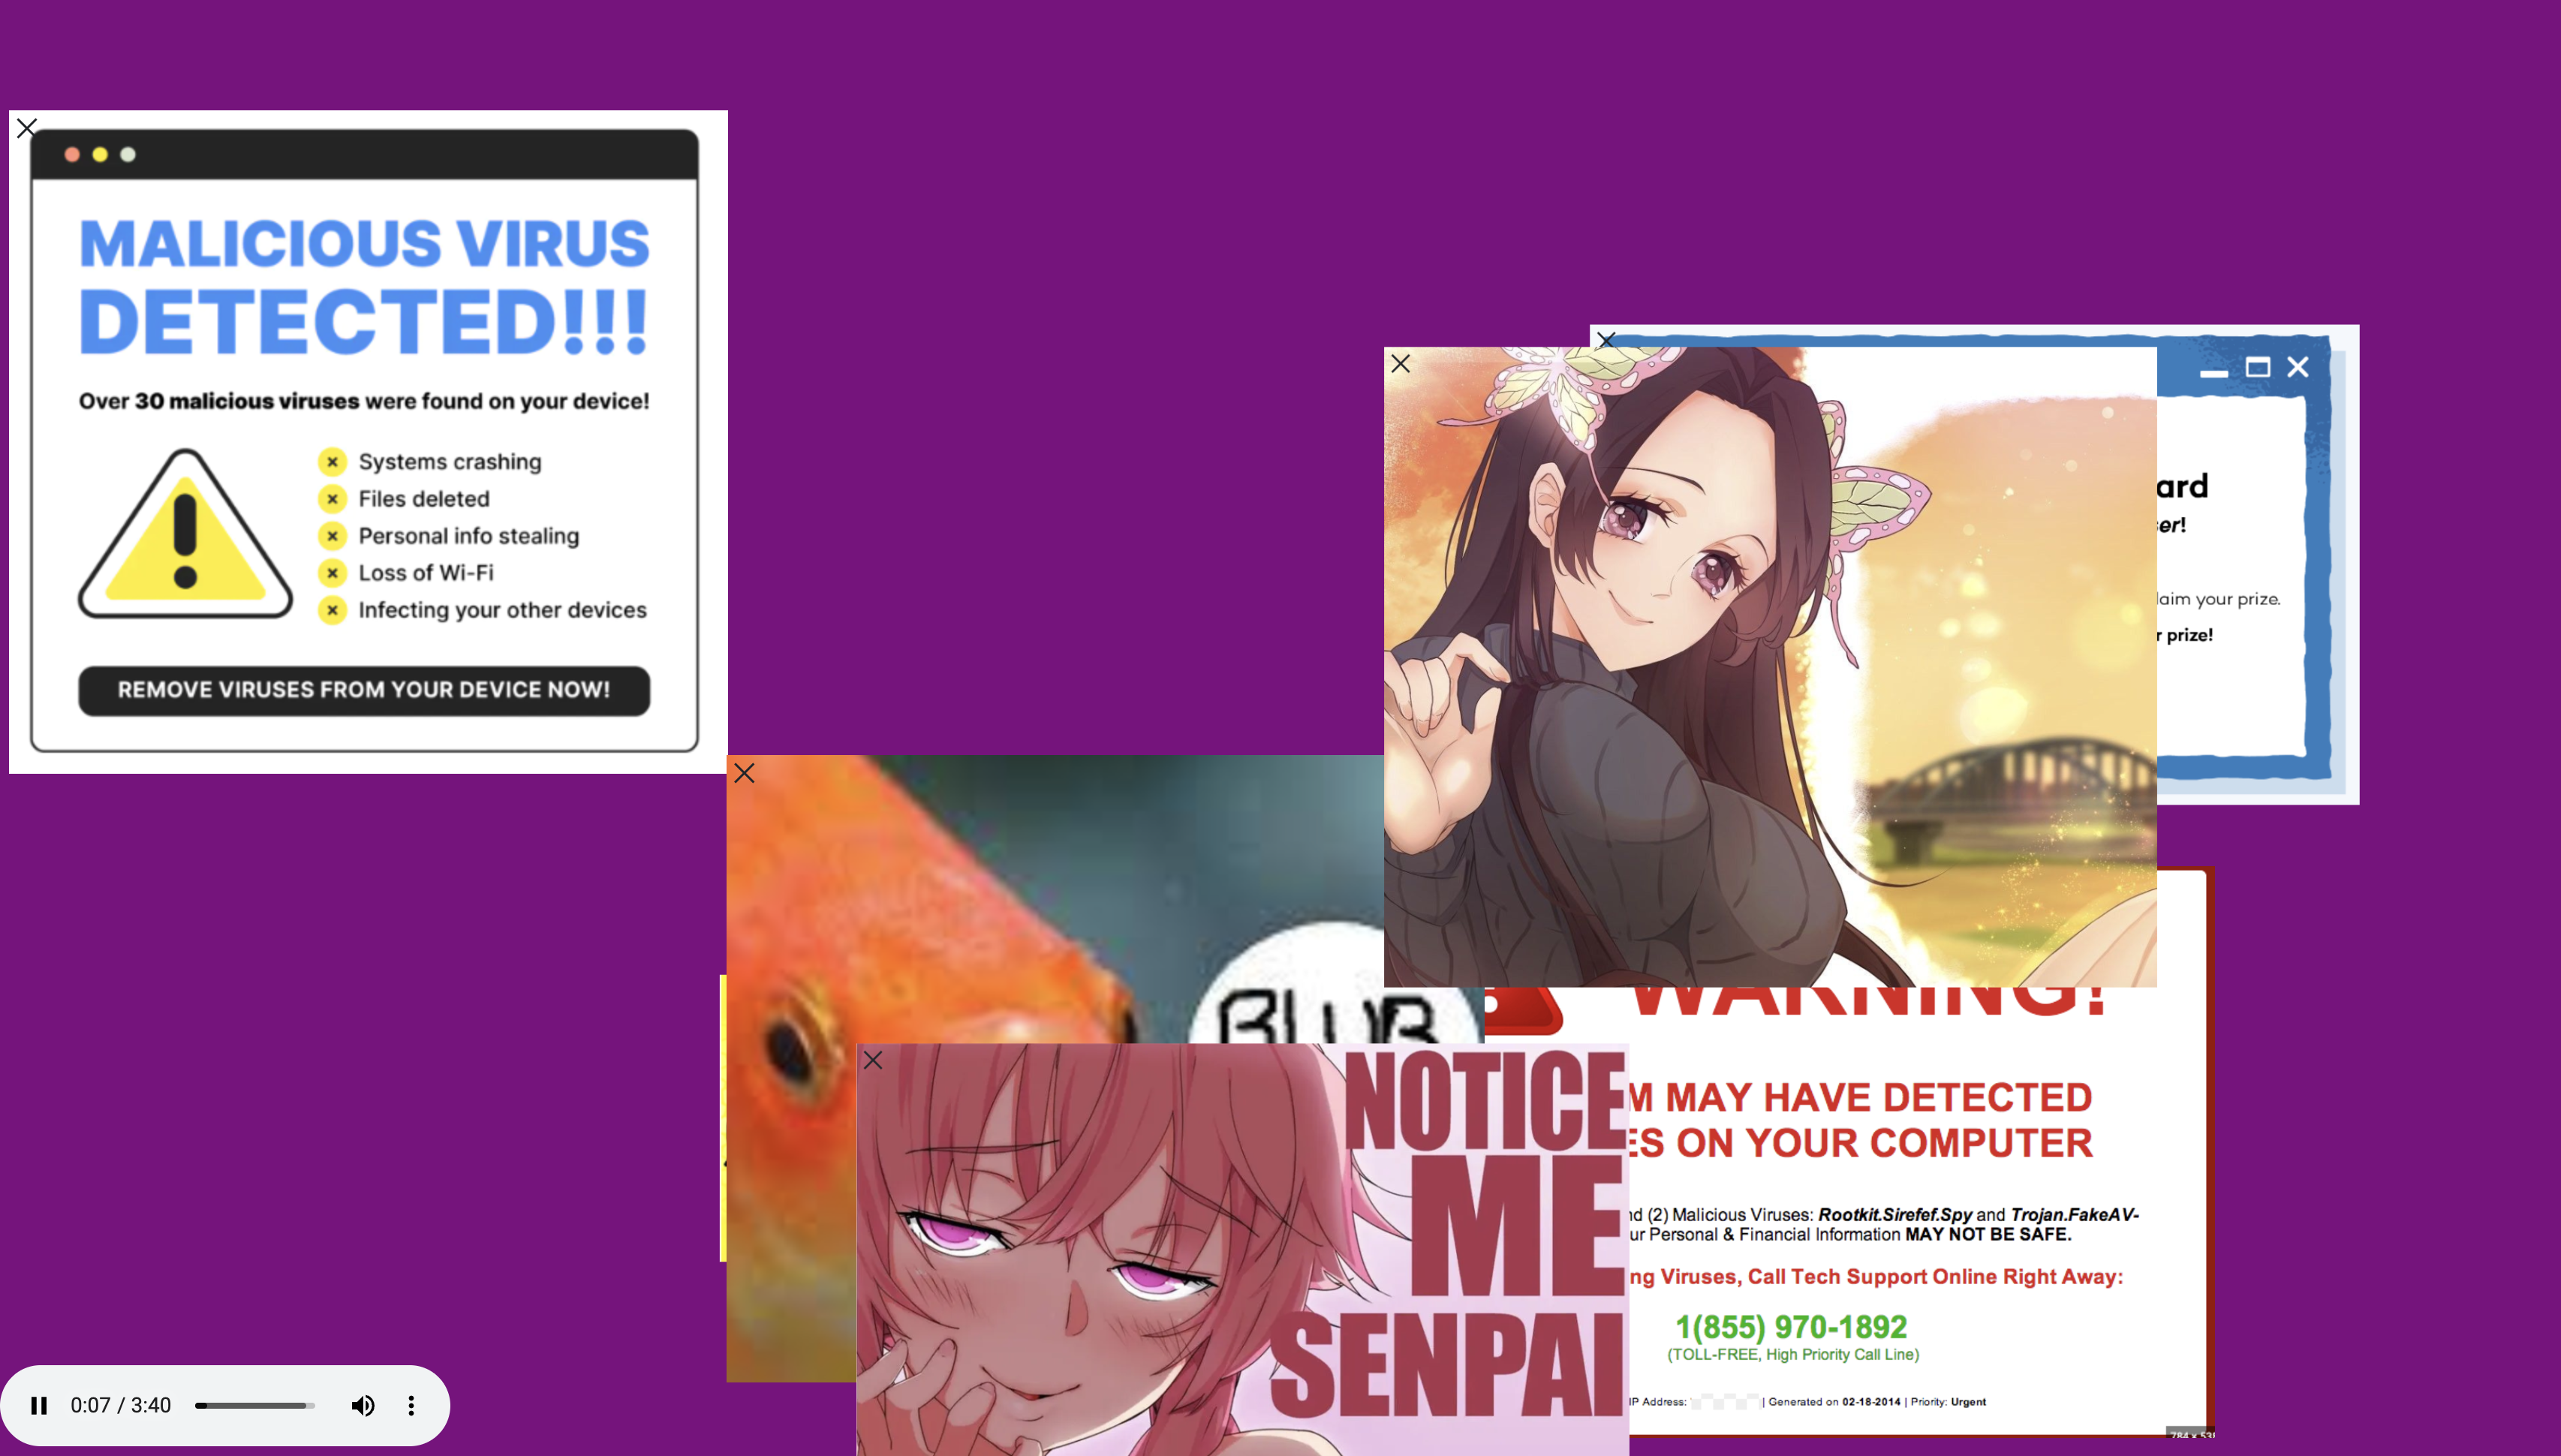 MALICIOUS VIRUS
DETECTED!!!
Over 30 malicious viruses were found on your device!
Systems crashing
Files deleted
Personal info stealing
Loss of Wi-Fi
Infecting your other devices
REMOVE VIRUSES FROM YOUR DEVICE NOW!
ard
er!
laim your prize.
r prize!
BLUB
NOTICE
ME
SENPAI
WARNING!
M MAY HAVE DETECTED
ES ON YOUR COMPUTER
nd (2) Malicious Viruses: Rootkit.Sirefef.Spy and Trojan.FakeAV-
ur Personal & Financial Information MAY NOT BE SAFE.
ng Viruses, Call Tech Support Online Right Away:
1(855) 970-1892
(TOLL-FREE, High Priority Call Line)
IP Address: | Generated on 02-18-2014 | Priority: Urgent
784 x 538
0:07 / 3:40